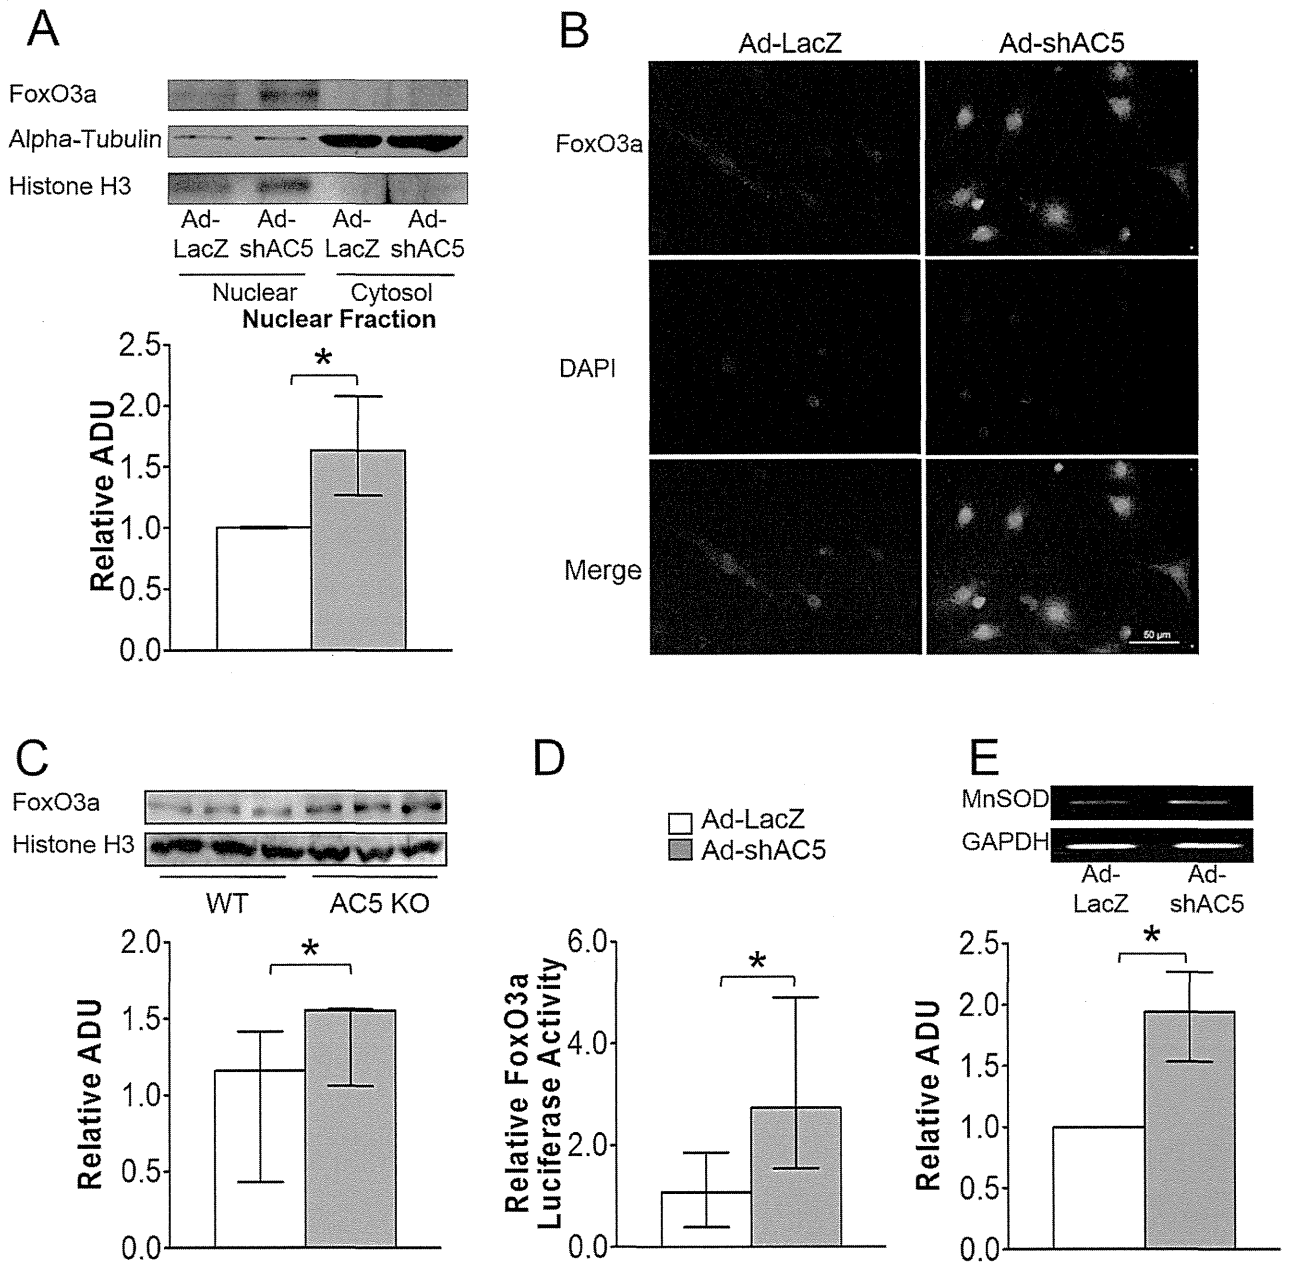 A
FoxO3a
Alpha-Tubulin
Histone H3
Ad-LacZ Ad-shAC5 Ad-LacZ Ad-shAC5
Nuclear Cytosol
Nuclear Fraction
Relative ADU
2.5
2.0
1.5
1.0
0.5
0.0
*
B
Ad-LacZ Ad-shAC5
FoxO3a
DAPI
Merge
50 µm
C
FoxO3a
Histone H3
WT AC5 KO
Relative ADU
2.0
1.5
1.0
0.5
0.0
*
D
Ad-LacZ
Ad-shAC5
Relative FoxO3a
Luciferase Activity
6.0
4.0
2.0
0.0
*
E
MnSOD
GAPDH
Ad-LacZ Ad-shAC5
Relative ADU
2.5
2.0
1.5
1.0
0.5
0.0
*